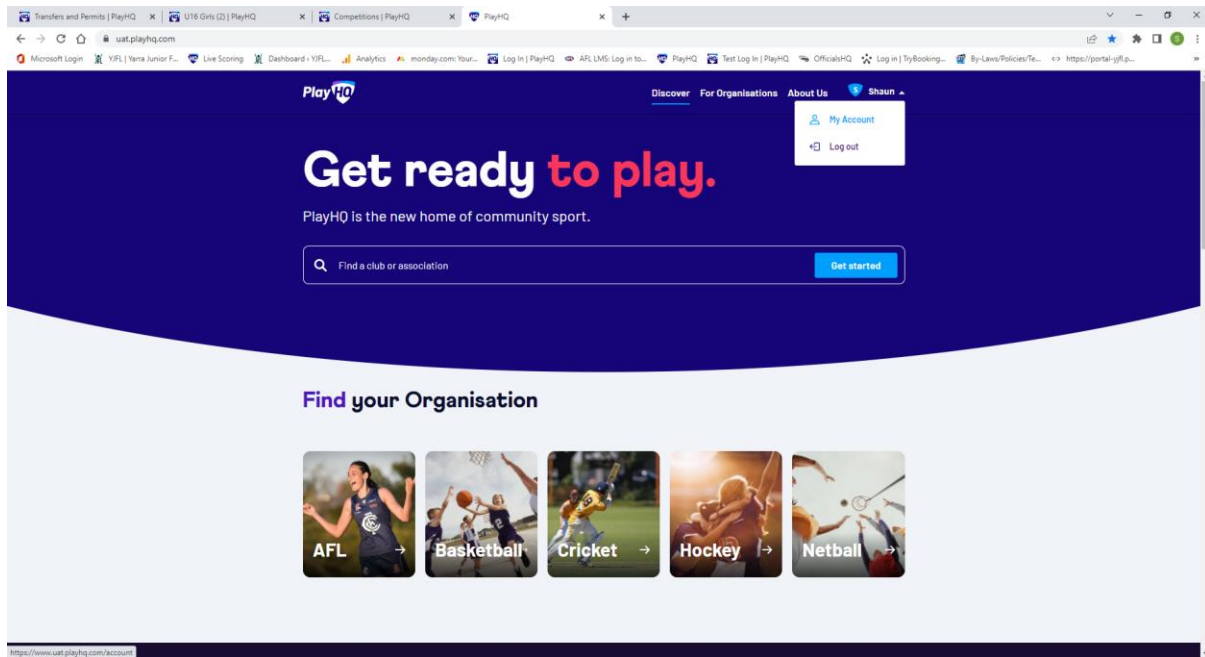 Transfers and Permits | PlayHQ
U16 Girls (2) | PlayHQ
Competitions | PlayHQ
PlayHQ
uat.playhq.com
Microsoft Login
YJFL | Yarra Junior F...
Live Scoring
Dashboard ‹ YJFL...
Analytics
monday.com: Your...
Log In | PlayHQ
AFL LMS: Log in to...
PlayHQ
Test Log In | PlayHQ
OfficialsHQ
Log in | TryBooking...
By-Laws/Policies/Te...
https://portal-yjfl.p...
»
Play HQ
Discover For Organisations About Us S Shaun
My Account
Log out
Get ready to play.
PlayHQ is the new home of community sport.
Find a club or association
Get started
Find your Organisation
AFL →
Basketball →
Cricket →
Hockey →
Netball →
https://www.uat.playhq.com/account